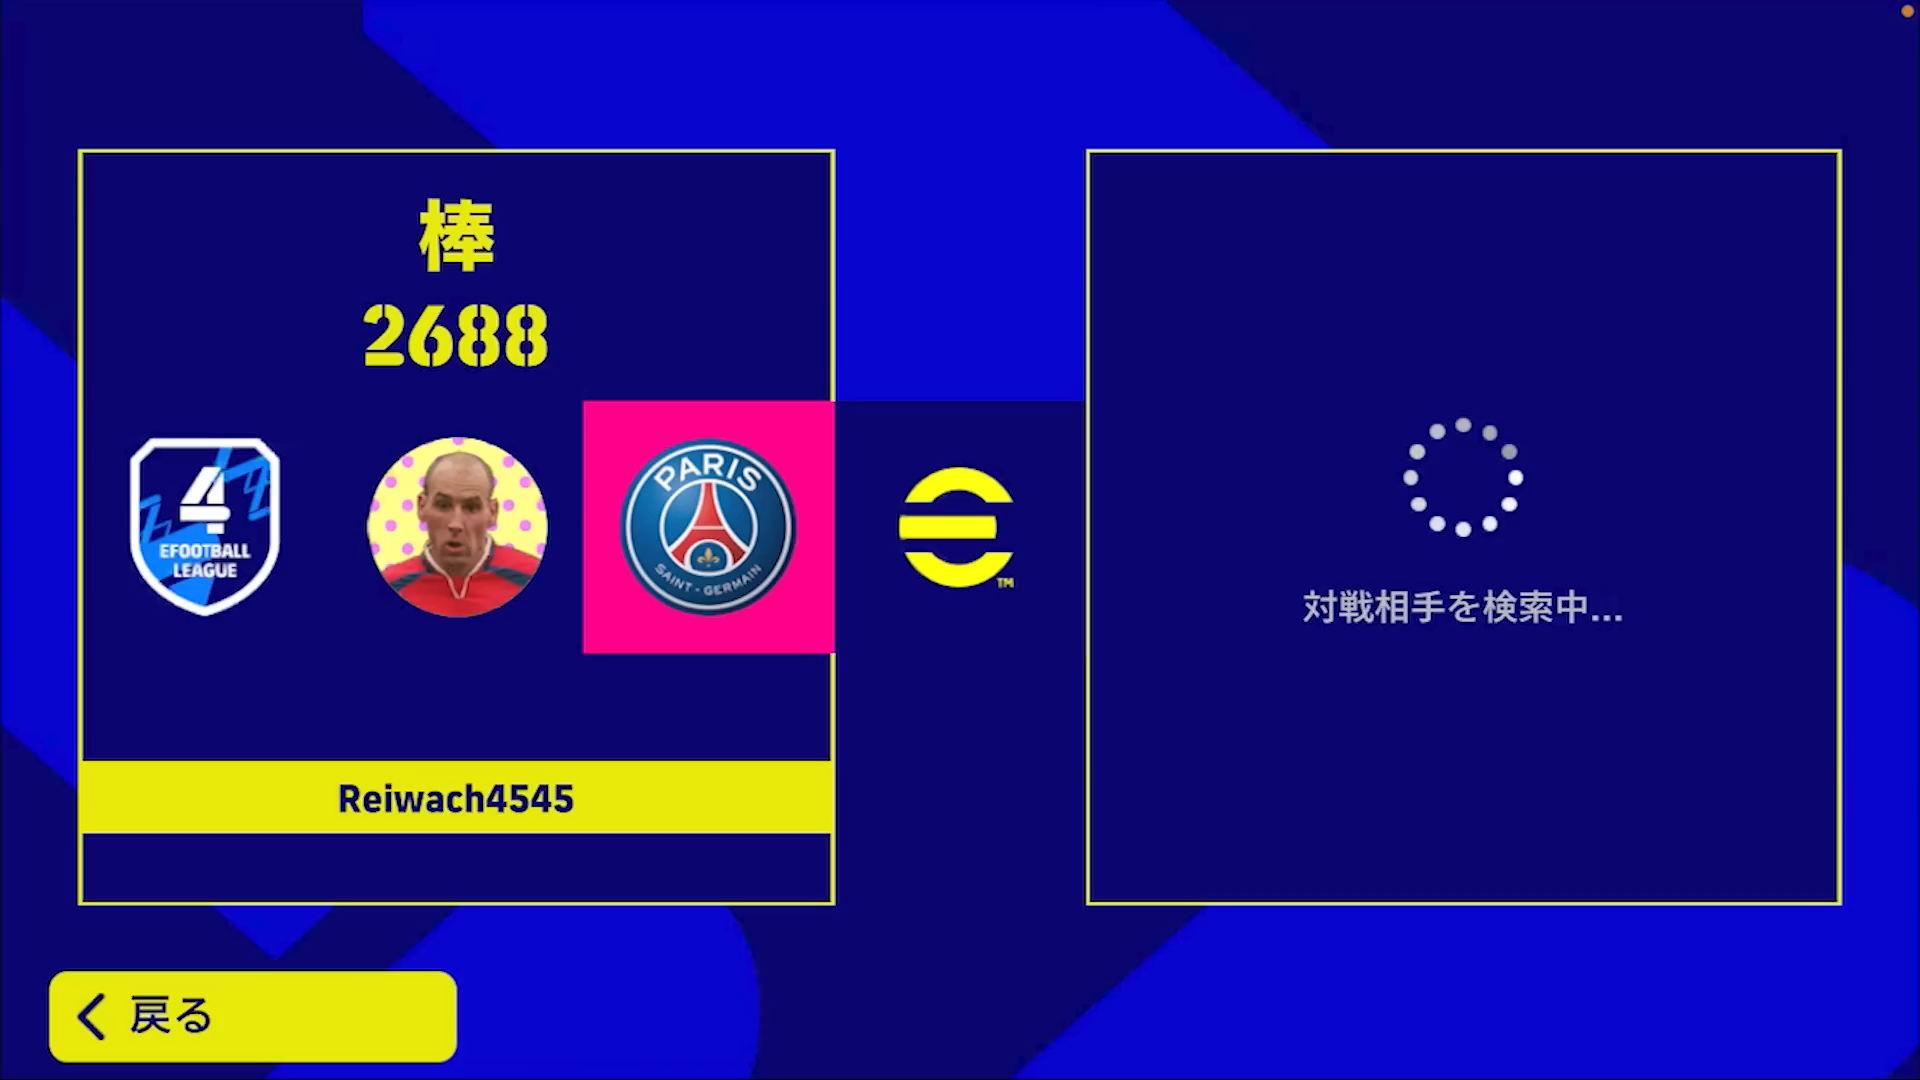 棒
2688
4
EFOOTBALL
LEAGUE
PARIS
SAINT - GERMAIN
TM
対戦相手を検索中...
Reiwach4545
戻る